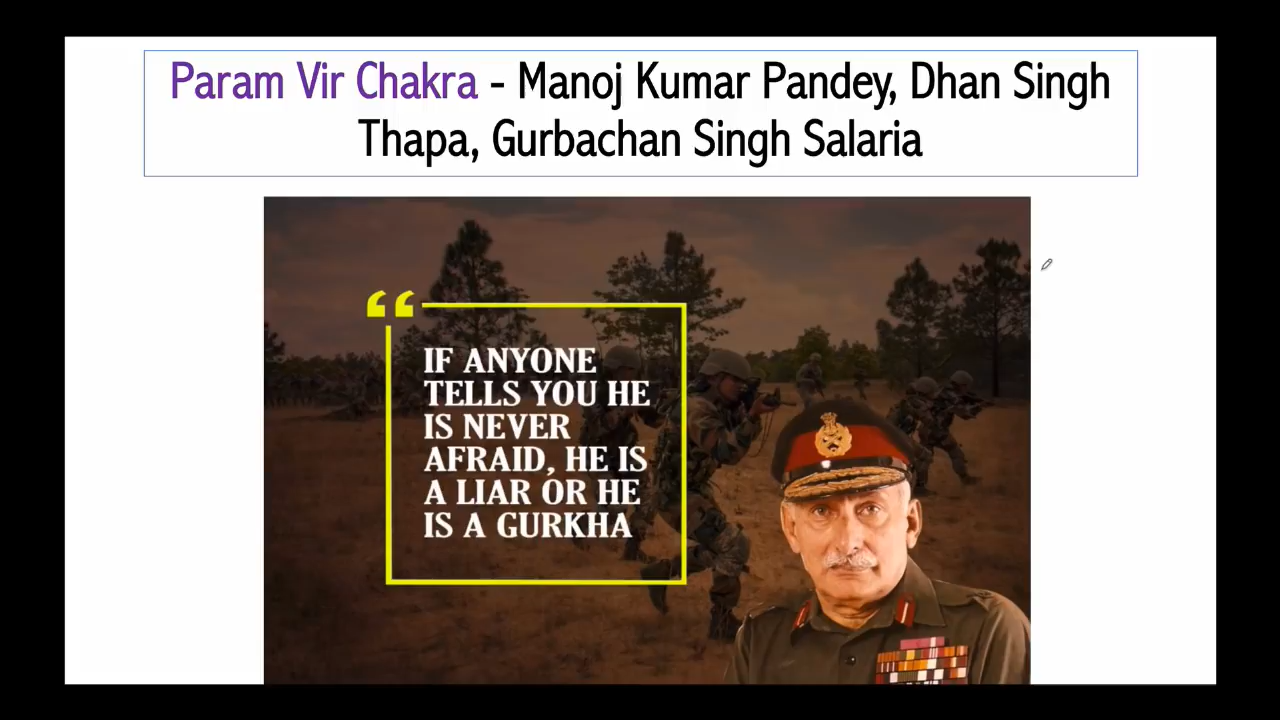 Param Vir Chakra - Manoj Kumar Pandey, Dhan Singh
Thapa, Gurbachan Singh Salaria
“
IF ANYONE
TELLS YOU HE
IS NEVER
AFRAID, HE IS
A LIAR OR HE
IS A GURKHA